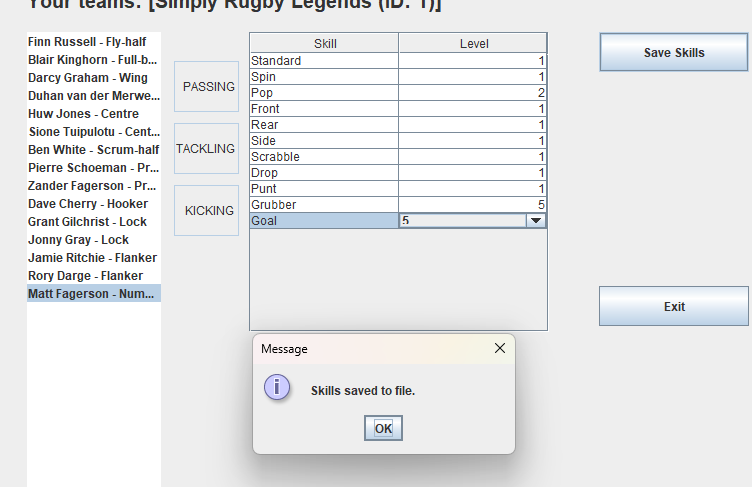 Your teams: [Simply Rugby Legends (ID: 1)]
Finn Russell - Fly-half
Blair Kinghorn - Full-b...
Darcy Graham - Wing
Duhan van der Merwe...
Huw Jones - Centre
Sione Tuipulotu - Cent...
Ben White - Scrum-half
Pierre Schoeman - Pr...
Zander Fagerson - Pr...
Dave Cherry - Hooker
Grant Gilchrist - Lock
Jonny Gray - Lock
Jamie Ritchie - Flanker
Rory Darge - Flanker
Matt Fagerson - Num...
PASSING
TACKLING
KICKING
Skill Level
Standard 1
Spin 1
Pop 2
Front 1
Rear 1
Side 1
Scrabble 1
Drop 1
Punt 1
Grubber 5
Goal 5
Save Skills
Exit
Message
Skills saved to file.
OK